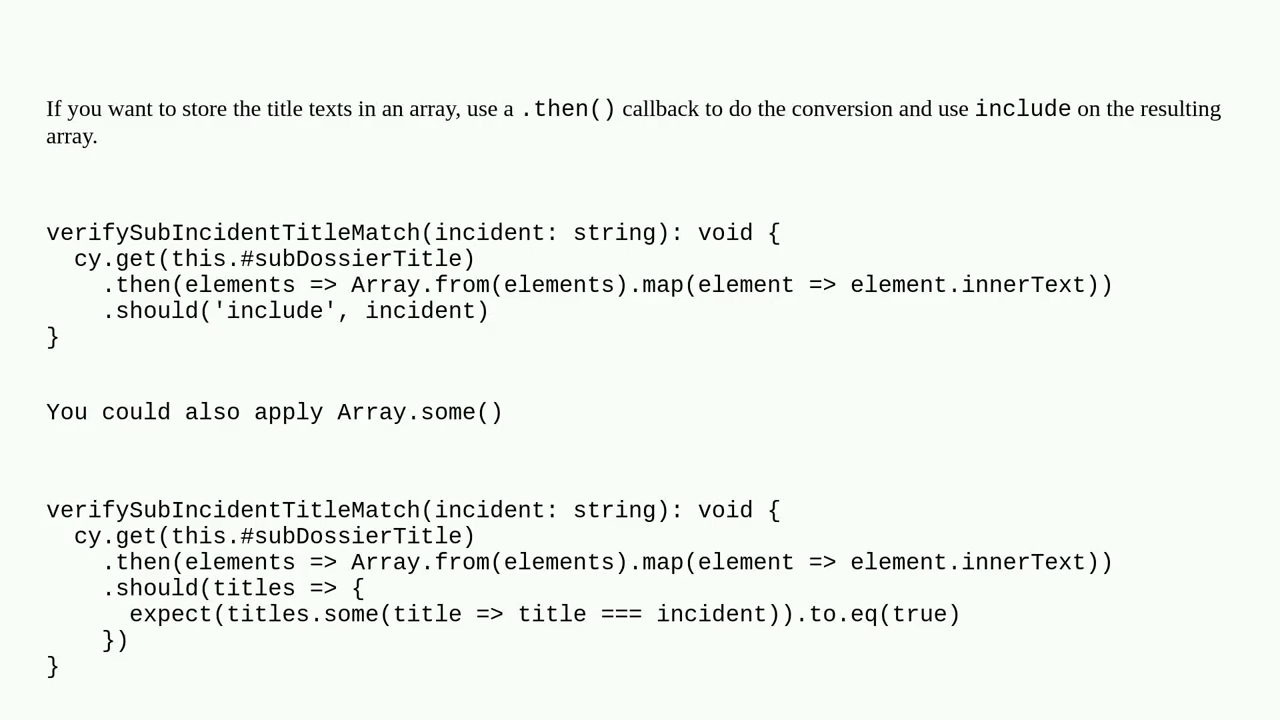 If you want to store the title texts in an array, use a .then() callback to do the conversion and use include on the resulting
array.
verifySubIncidentTitleMatch(incident: string): void {
  cy.get(this.#subDossierTitle)
    .then(elements => Array.from(elements).map(element => element.innerText))
    .should('include', incident)
}
You could also apply Array.some()
verifySubIncidentTitleMatch(incident: string): void {
  cy.get(this.#subDossierTitle)
    .then(elements => Array.from(elements).map(element => element.innerText))
    .should(titles => {
      expect(titles.some(title => title === incident)).to.eq(true)
    })
}